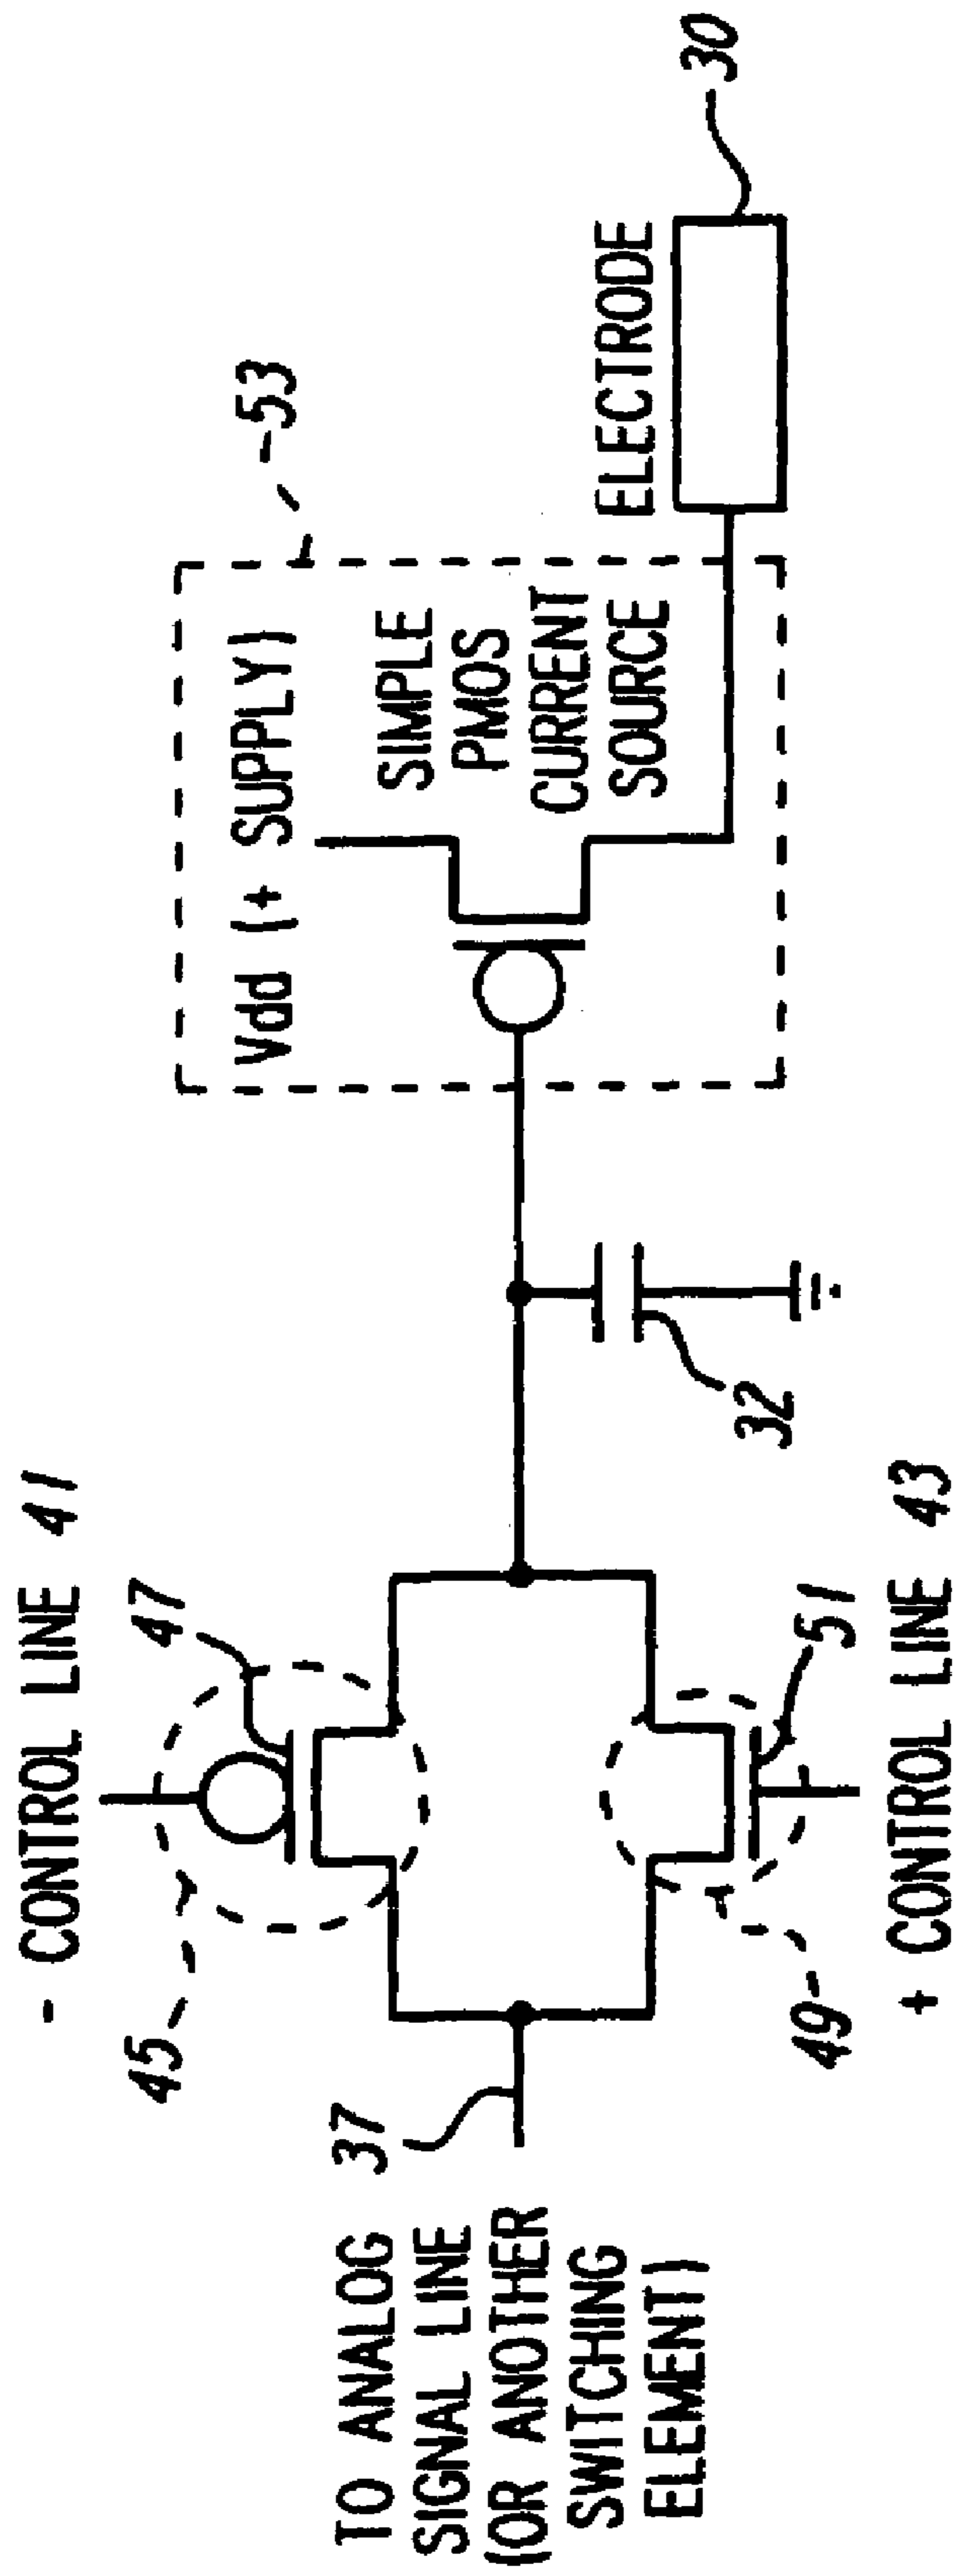 - CONTROL LINE 41
45
47
TO ANALOG 37
SIGNAL LINE
(OR ANOTHER
SWITCHING
ELEMENT)
49
51
+ CONTROL LINE 43
32
53
Vdd (+ SUPPLY)
SIMPLE
PMOS
CURRENT
SOURCE
ELECTRODE
30